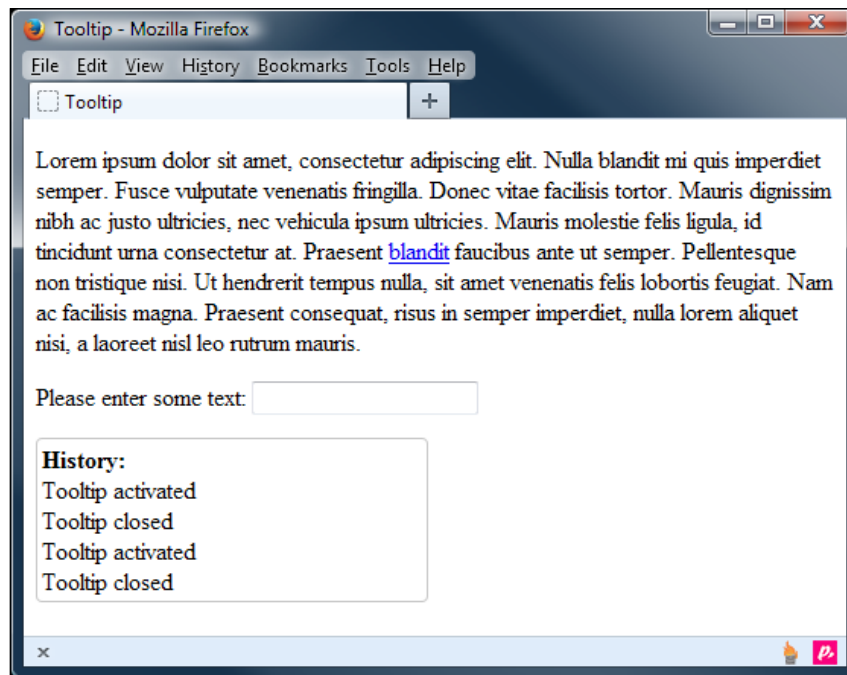 Tooltip - Mozilla Firefox
File Edit View History Bookmarks Tools Help
Tooltip
Lorem ipsum dolor sit amet, consectetur adipiscing elit. Nulla blandit mi quis imperdiet
semper. Fusce vulputate venenatis fringilla. Donec vitae facilisis tortor. Mauris dignissim
nibh ac justo ultricies, nec vehicula ipsum ultricies. Mauris molestie felis ligula, id
tincidunt urna consectetur at. Praesent blandit faucibus ante ut semper. Pellentesque
non tristique nisi. Ut hendrerit tempus nulla, sit amet venenatis felis lobortis feugiat. Nam
ac facilisis magna. Praesent consequat, risus in semper imperdiet, nulla lorem aliquet
nisi, a laoreet nisl leo rutrum mauris.
Please enter some text:
History:
Tooltip activated
Tooltip closed
Tooltip activated
Tooltip closed